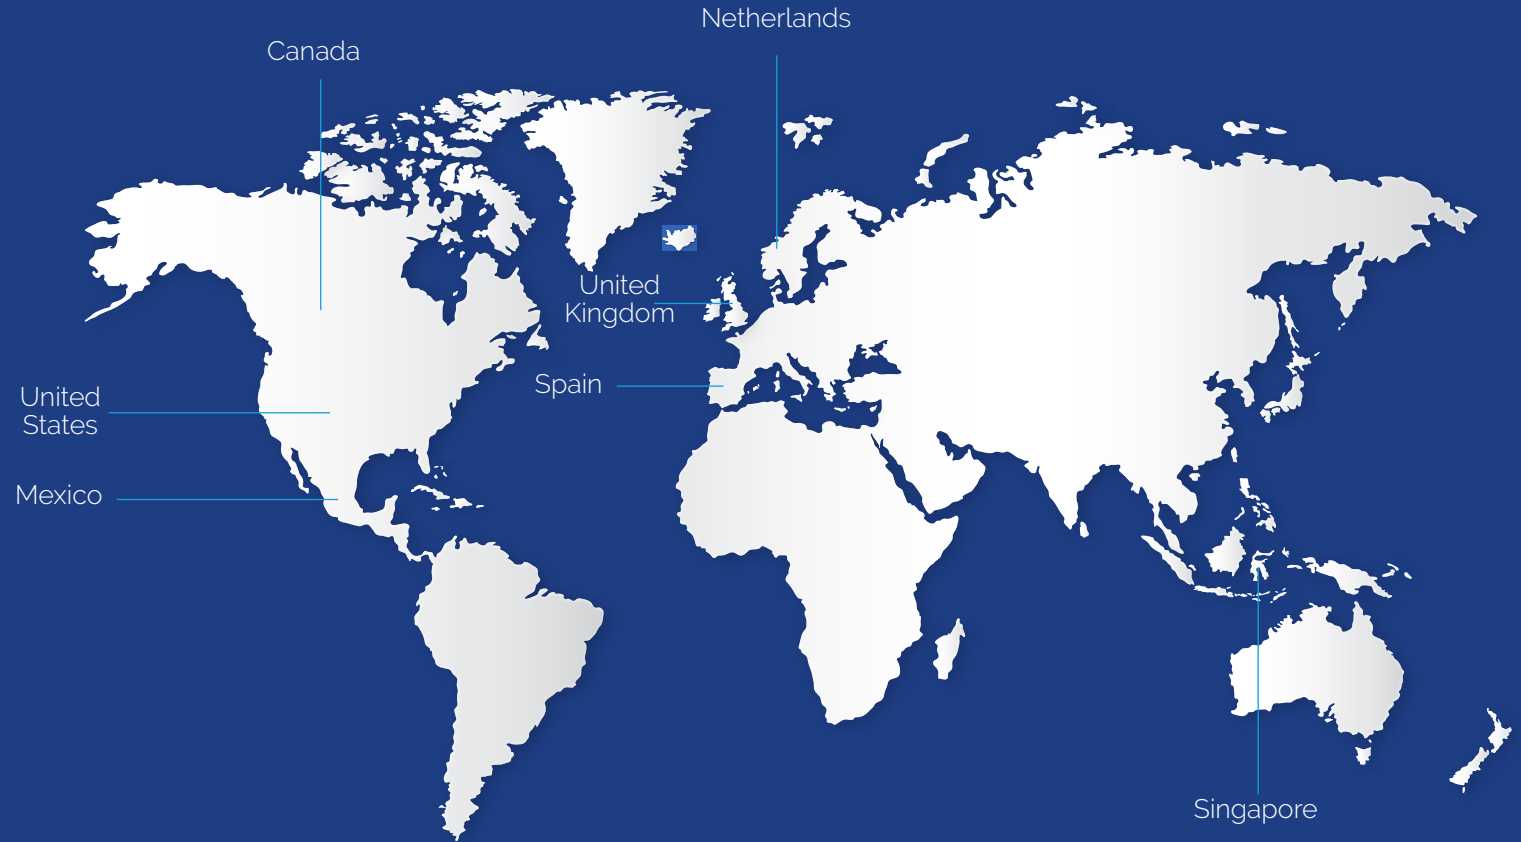 Netherlands
Canada
United
Kingdom
Spain
United
States
Mexico
Singapore